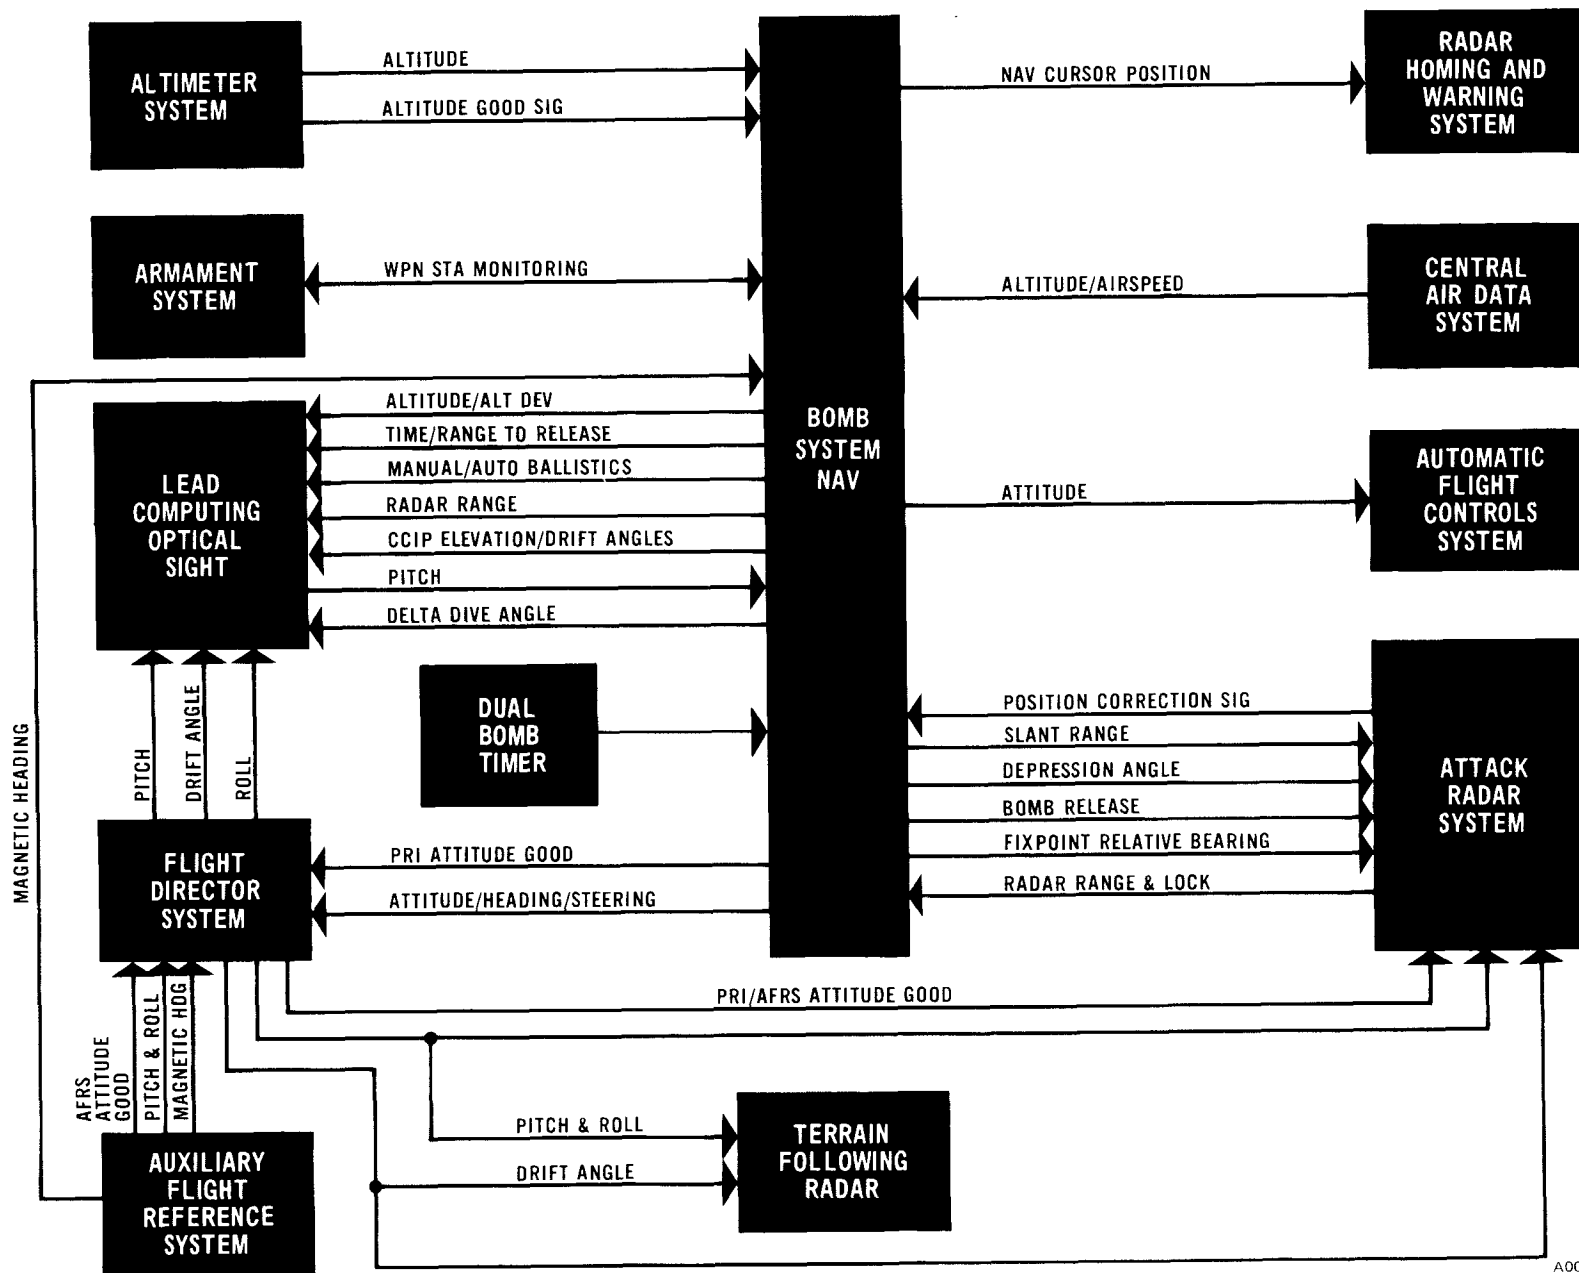 ALTIMETER
SYSTEM
ALTITUDE
ALTITUDE GOOD SIG
NAV CURSOR POSITION
RADAR
HOMING AND
WARNING
SYSTEM
ARMAMENT
SYSTEM
WPN STA MONITORING
ALTITUDE/AIRSPEED
CENTRAL
AIR DATA
SYSTEM
BOMB
SYSTEM
NAV
LEAD
COMPUTING
OPTICAL
SIGHT
ALTITUDE/ALT DEV
TIME/RANGE TO RELEASE
MANUAL/AUTO BALLISTICS
RADAR RANGE
CCIP ELEVATION/DRIFT ANGLES
PITCH
DELTA DIVE ANGLE
ATTITUDE
AUTOMATIC
FLIGHT
CONTROLS
SYSTEM
DUAL
BOMB
TIMER
MAGNETIC HEADING
PITCH
DRIFT ANGLE
ROLL
POSITION CORRECTION SIG
SLANT RANGE
DEPRESSION ANGLE
BOMB RELEASE
FIXPOINT RELATIVE BEARING
RADAR RANGE & LOCK
ATTACK
RADAR
SYSTEM
FLIGHT
DIRECTOR
SYSTEM
PRI ATTITUDE GOOD
ATTITUDE/HEADING/STEERING
PRI/AFRS ATTITUDE GOOD
AFRS
ATTITUDE
GOOD
PITCH & ROLL
MAGNETIC HDG
PITCH & ROLL
DRIFT ANGLE
TERRAIN
FOLLOWING
RADAR
AUXILIARY
FLIGHT
REFERENCE
SYSTEM